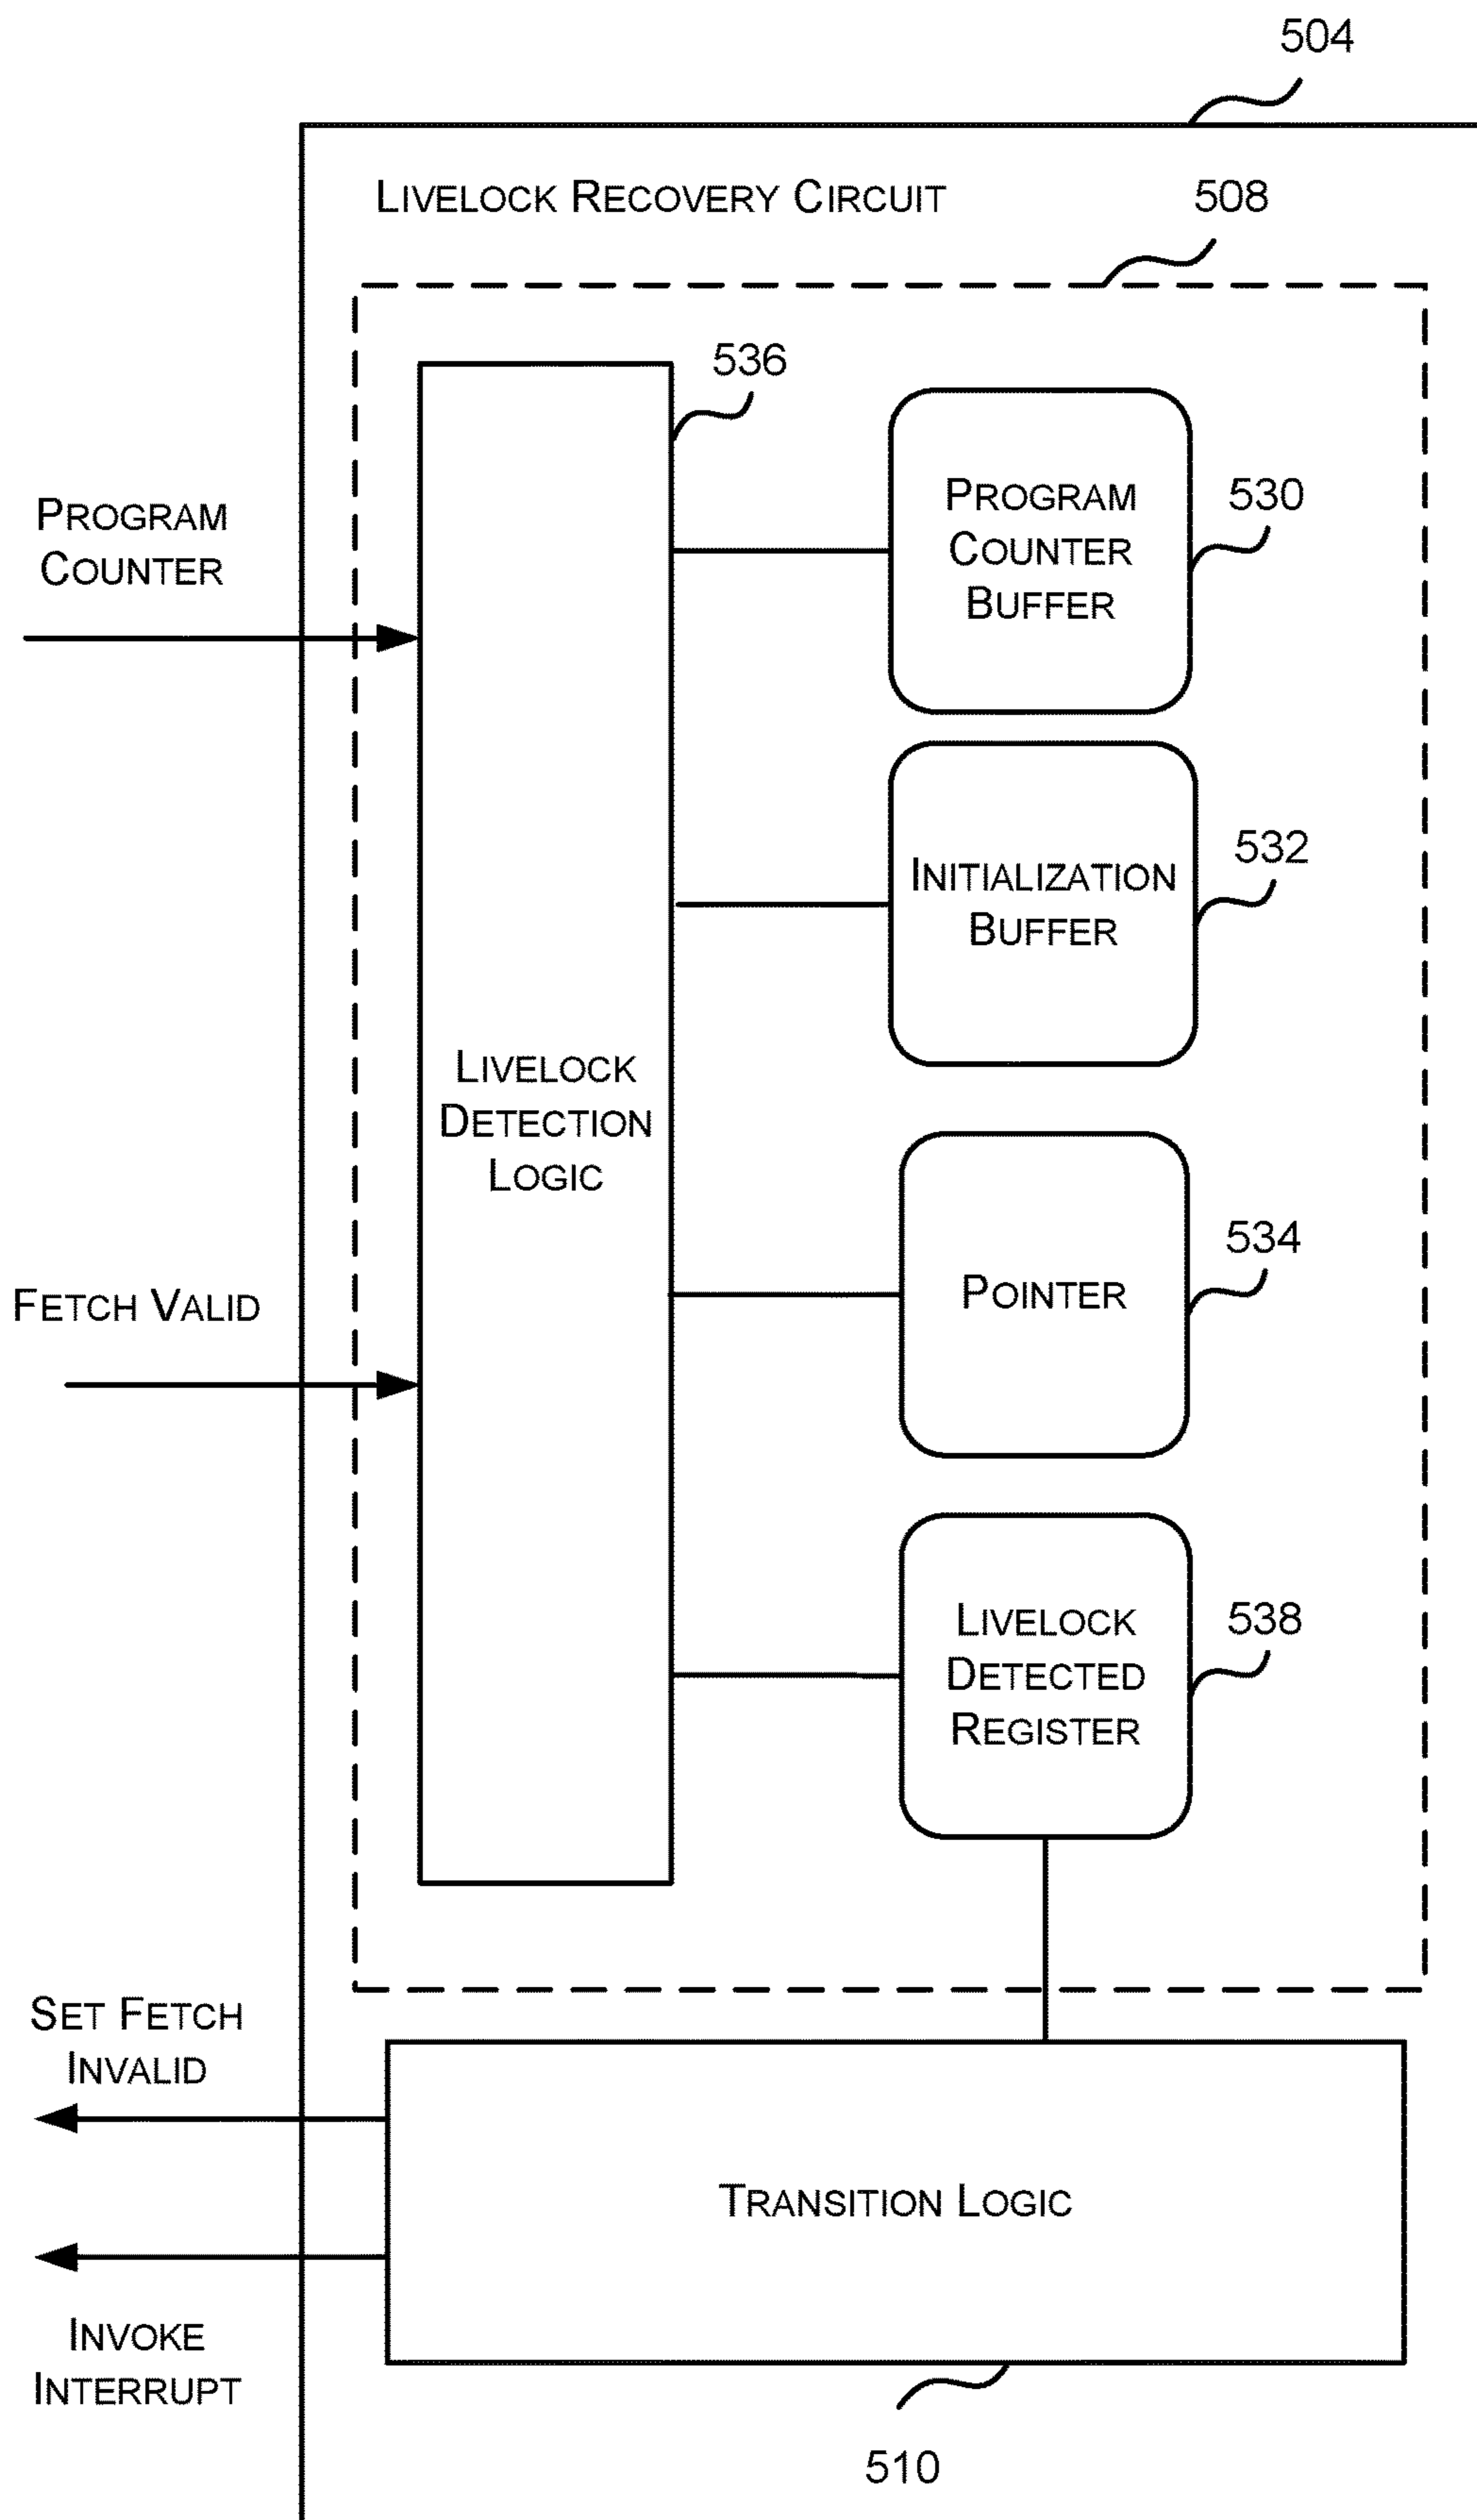 504
LIVELOCK RECOVERY CIRCUIT
508
536
PROGRAM
COUNTER
BUFFER
530
PROGRAM
COUNTER
INITIALIZATION
BUFFER
532
LIVELOCK
DETECTION
LOGIC
POINTER
534
FETCH VALID
LIVELOCK
DETECTED
REGISTER
538
SET FETCH
INVALID
TRANSITION LOGIC
INVOKE
INTERRUPT
510